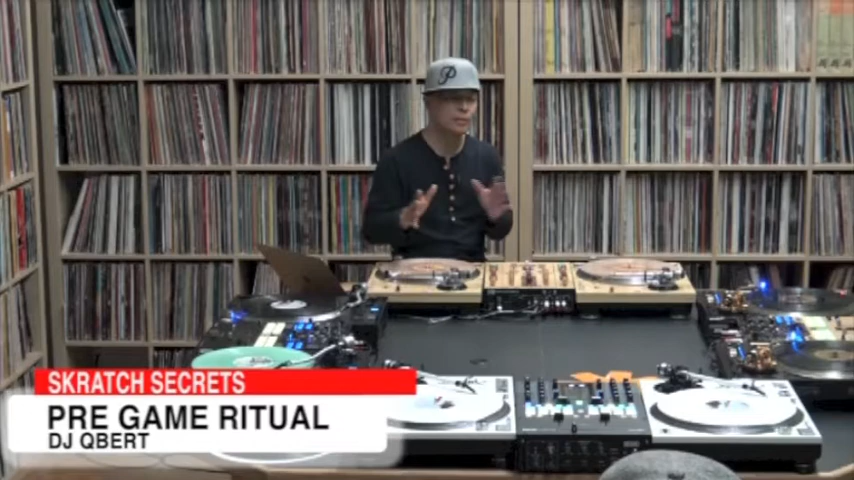 P
SKRATCH SECRETS
PRE GAME RITUAL
DJ QBERT